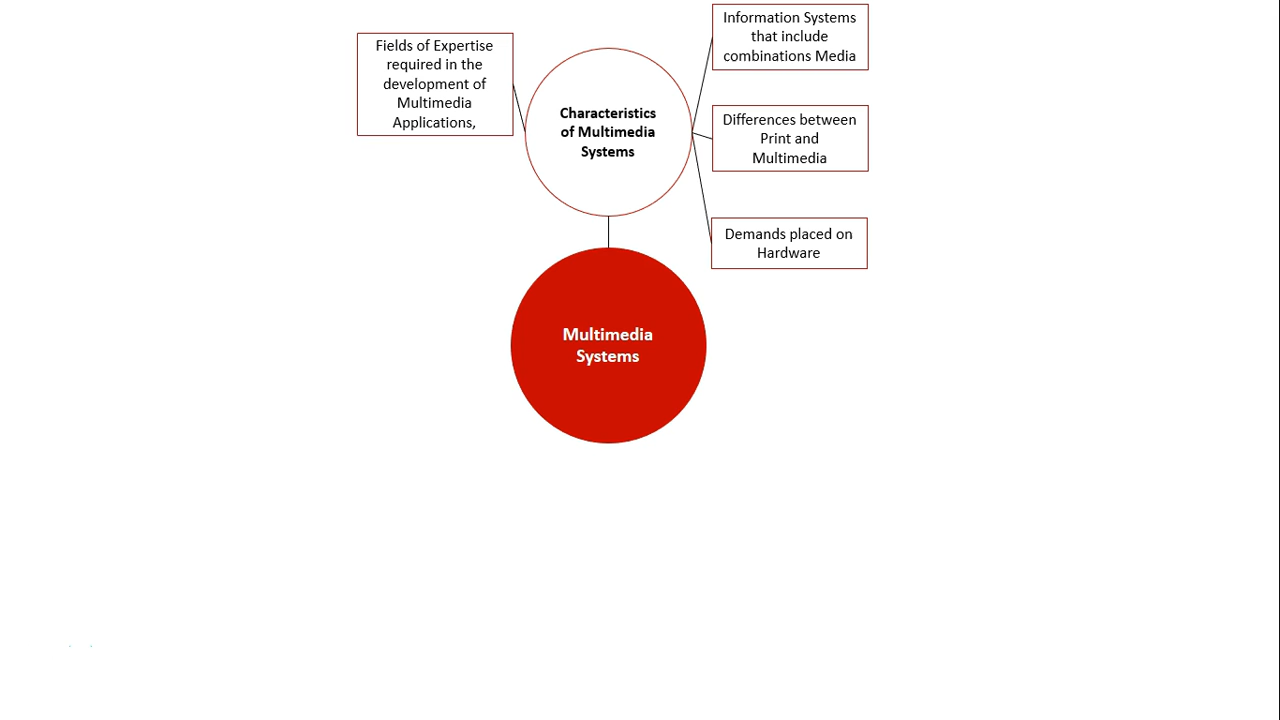 Information Systems
that include
combinations Media
Fields of Expertise
required in the
development of
Multimedia
Applications,
Characteristics
of Multimedia
Systems
Differences between
Print and
Multimedia
Demands placed on
Hardware
Multimedia
Systems